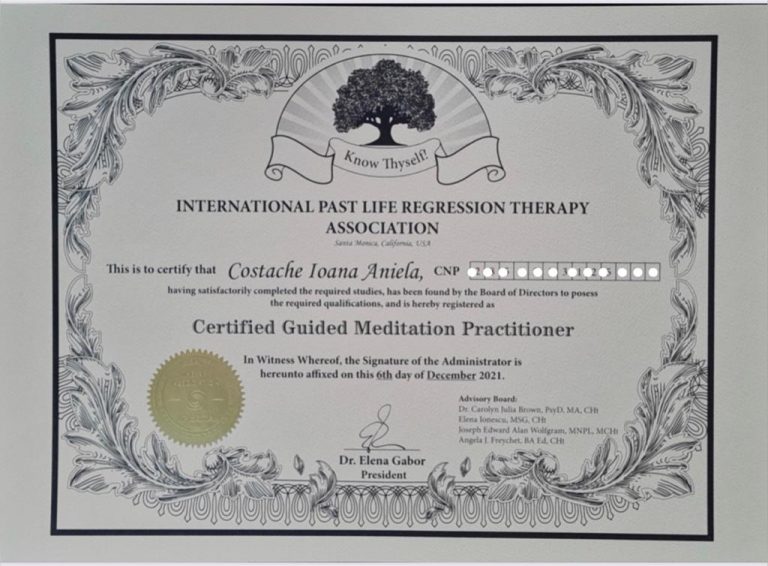 Know Thyself!
INTERNATIONAL PAST LIFE REGRESSION THERAPY
ASSOCIATION
Santa Monica, California, USA
This is to certify that Costache Ioana Aniela, CNP
having satisfactorily completed the required studies, has been found by the Board of Directors to posess
the required qualifications, and is hereby registered as
Certified Guided Meditation Practitioner
In Witness Whereof, the Signature of the Administrator is
hereunto affixed on this 6th day of December 2021.
Advisory Board:
Dr. Carolyn Julia Brown, PsyD, MA, CHt
Elena Ionescu, MSG, CHt
Joseph Edward Alan Wolfgram, MNPL, MCHt
Angela J. Freychet, BA Ed, CHt
Dr. Elena Gabor
President